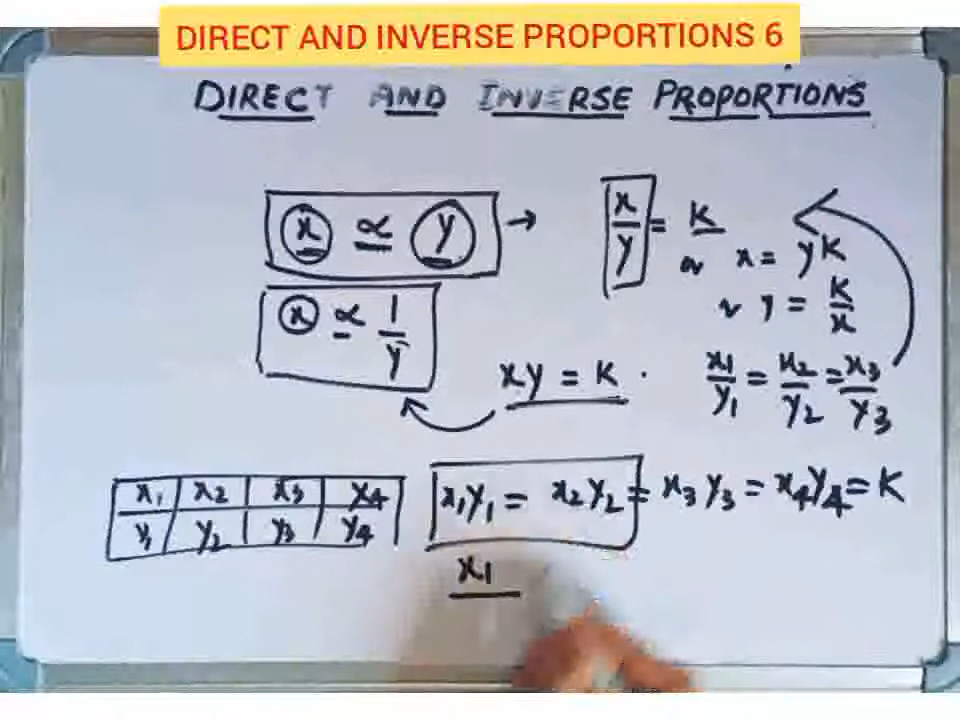 DIRECT AND INVERSE PROPORTIONS 6
DIRECT AND INVERSE PROPORTIONS
x ∝ y → x/y = k
x = yk
y = k/x
x ∝ 1/y
xy = k .
x₁/y₁ = x₂/y₂ = x₃/y₃
x₁ x₂ x₃ x₄
y₁ y₂ y₃ y₄
x₁y₁ = x₂y₂ = x₃y₃ = x₄y₄ = k
x₁